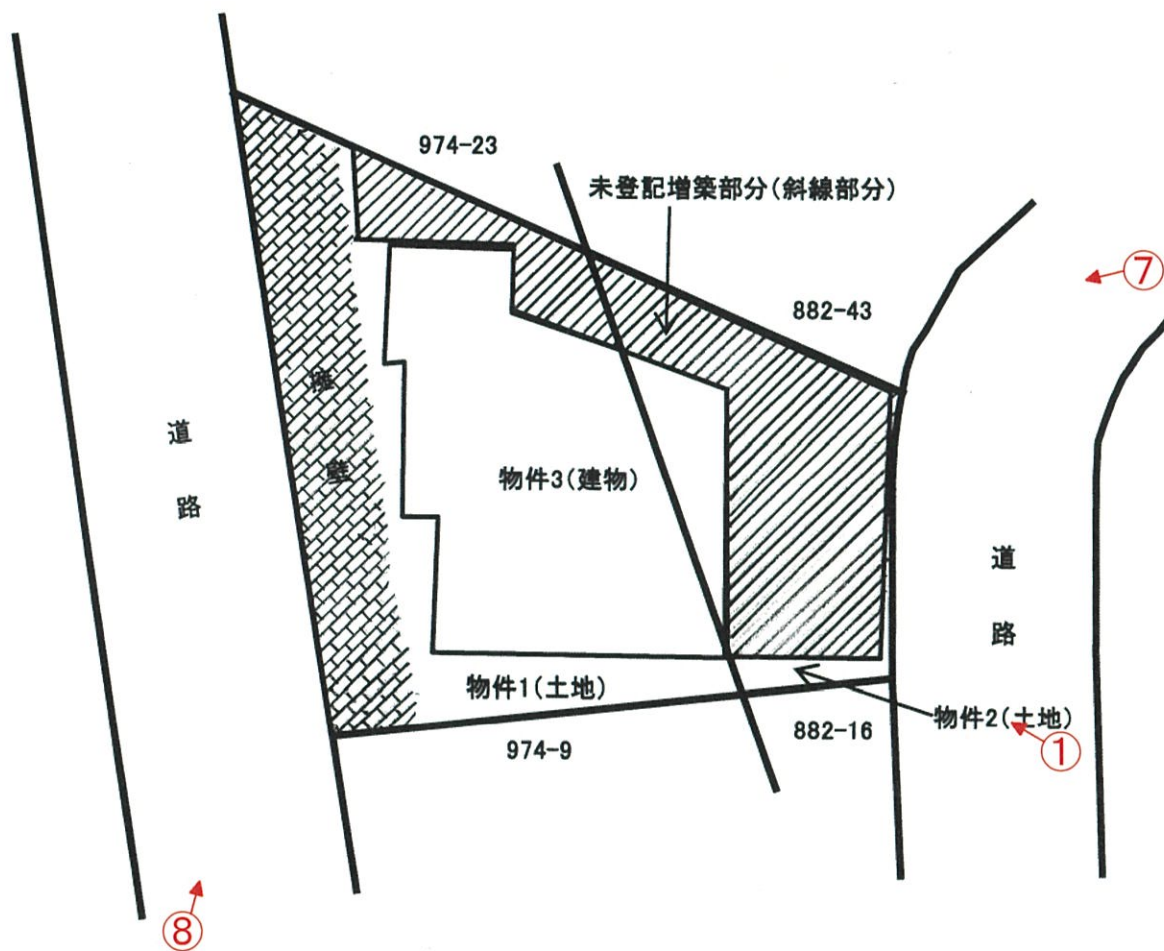 974-23
未登記増築部分(斜線部分)
882-43
⑦
擁壁
道路
物件3(建物)
道路
物件1(土地)
物件2(土地)
974-9
882-16
①
⑧